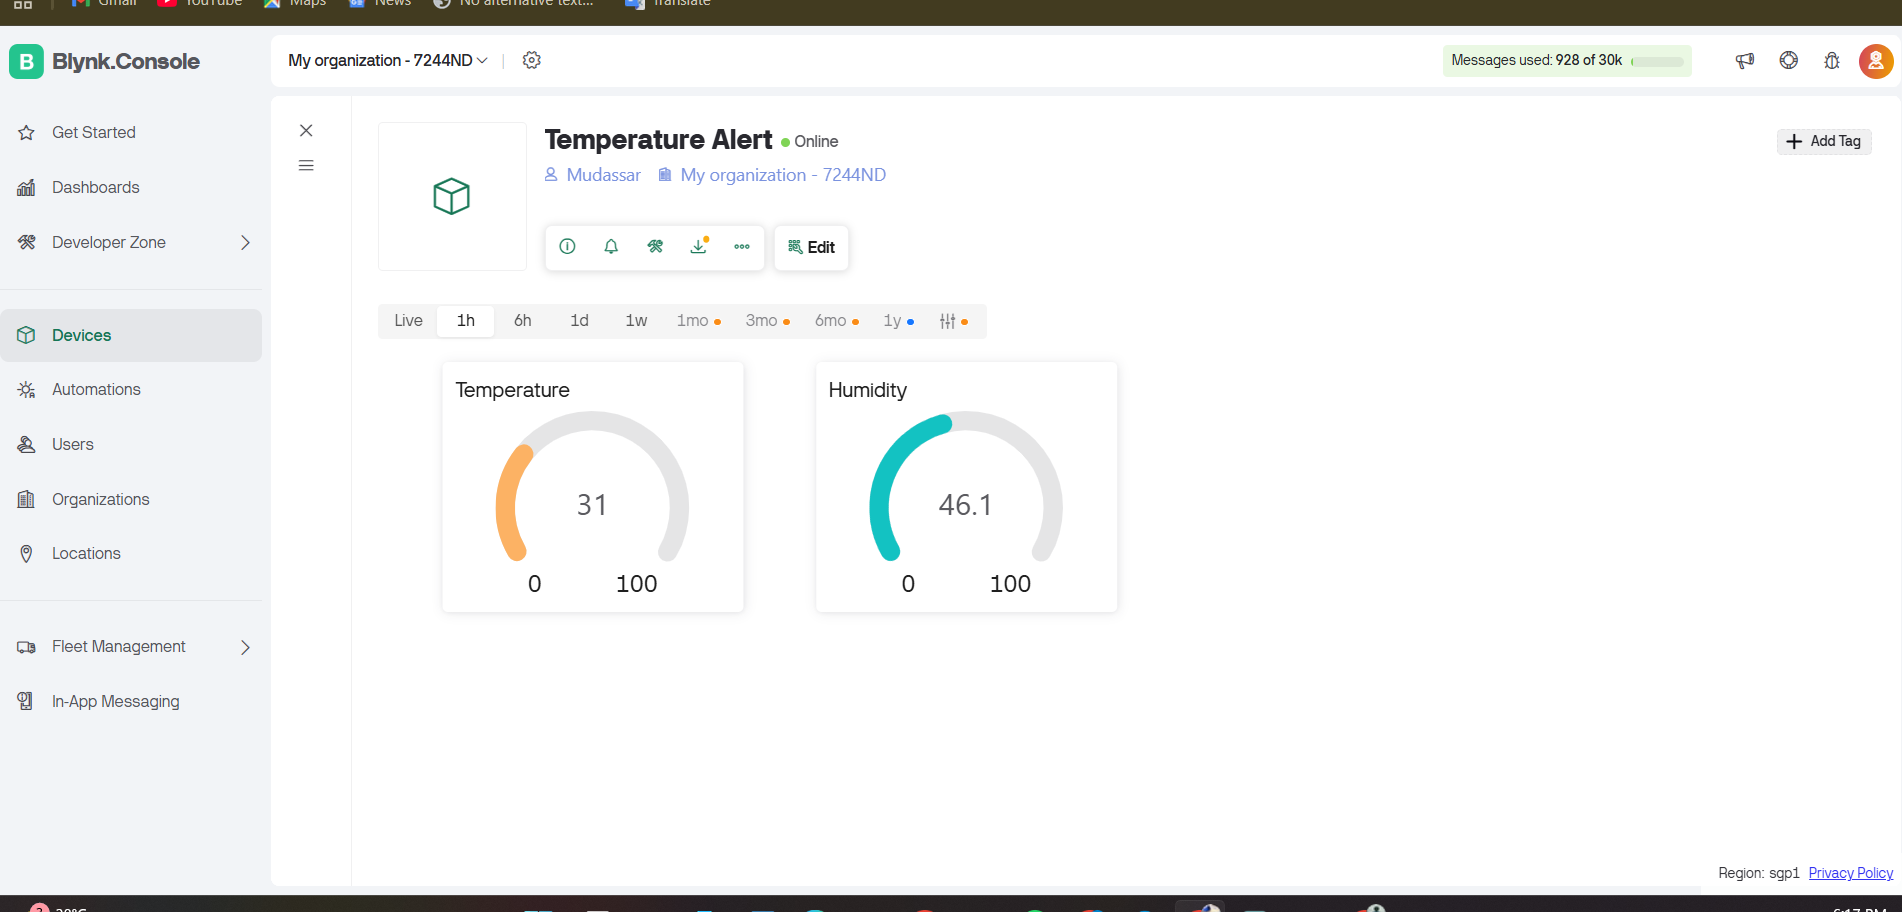 Gmail YouTube Maps News No alternative text... Translate
B Blynk.Console
My organization - 7244ND
Messages used: 928 of 30k
Get Started
Dashboards
Developer Zone
Devices
Automations
Users
Organizations
Locations
Fleet Management
In-App Messaging
Temperature Alert Online
Mudassar My organization - 7244ND
Add Tag
Edit
Live 1h 6h 1d 1w 1mo 3mo 6mo 1y
Temperature
31
0 100
Humidity
46.1
0 100
Region: sgp1 Privacy Policy